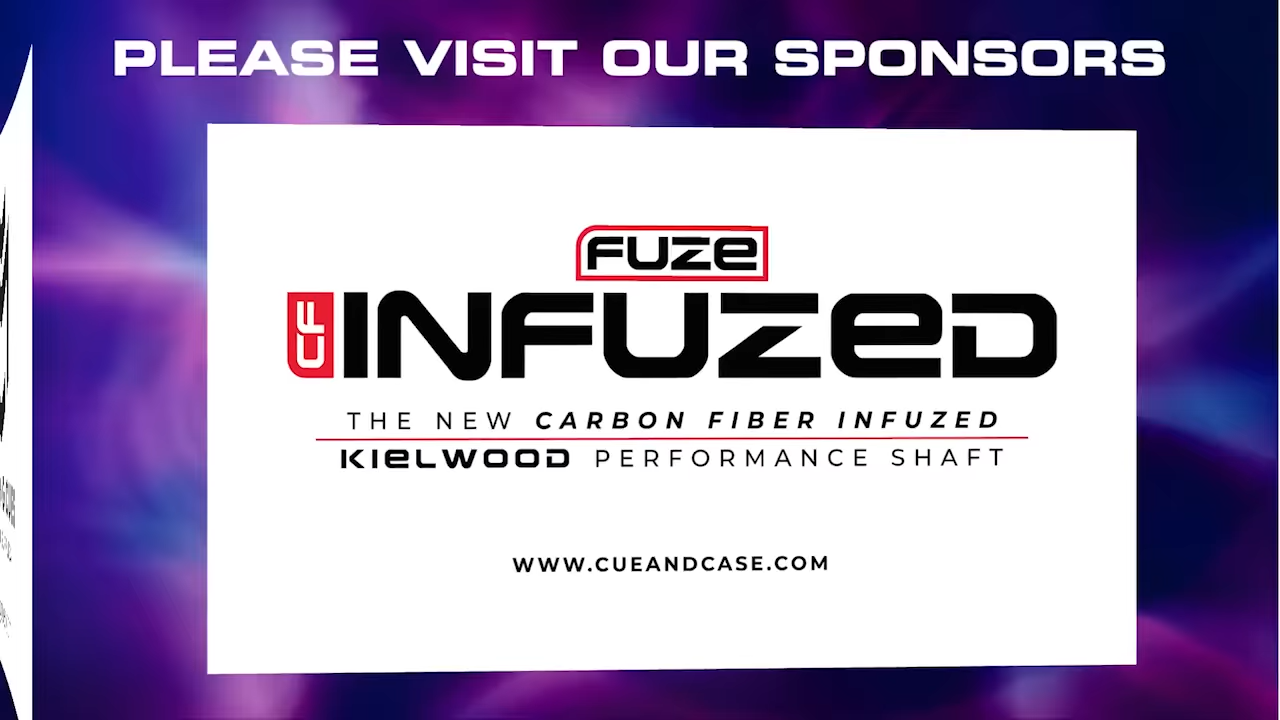 PLEASE VISIT OUR SPONSORS
FUZE
CF INFUZED
THE NEW CARBON FIBER INFUZED
KIELWOOD PERFORMANCE SHAFT
WWW.CUEANDCASE.COM